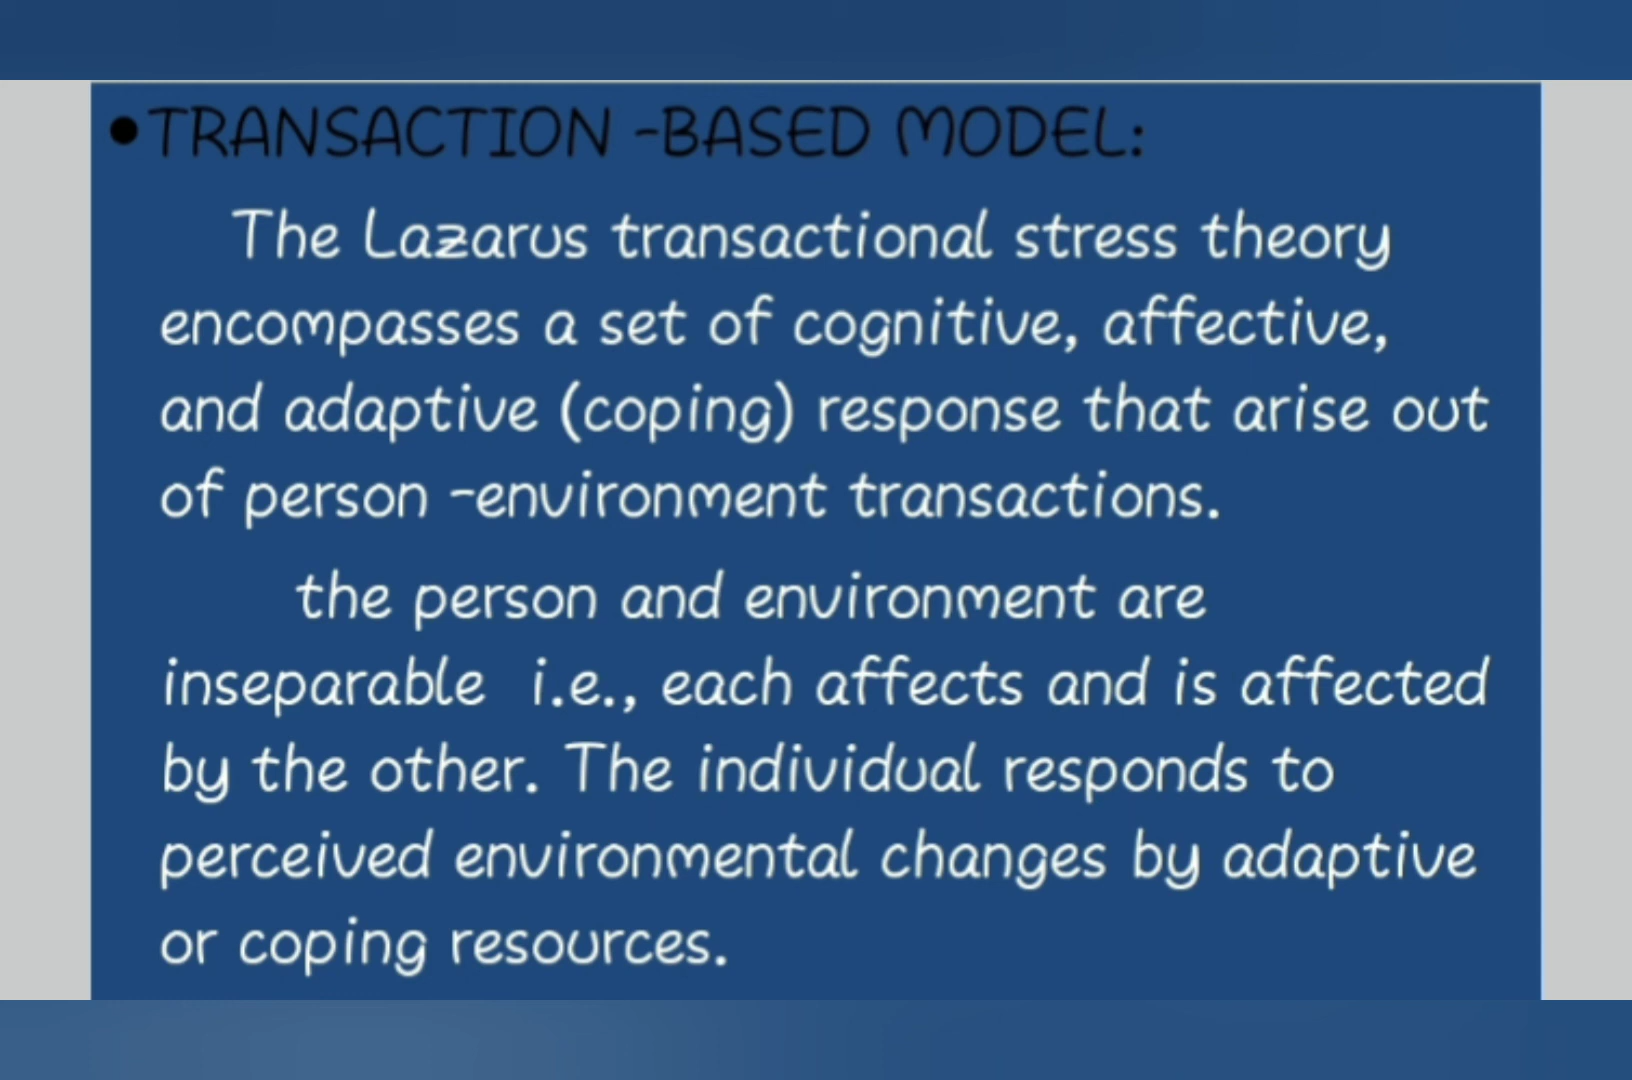 •TRANSACTION -BASED MODEL:
The Lazarus transactional stress theory
encompasses a set of cognitive, affective,
and adaptive (coping) response that arise out
of person -environment transactions.
the person and environment are
inseparable i.e., each affects and is affected
by the other. The individual responds to
perceived environmental changes by adaptive
or coping resources.